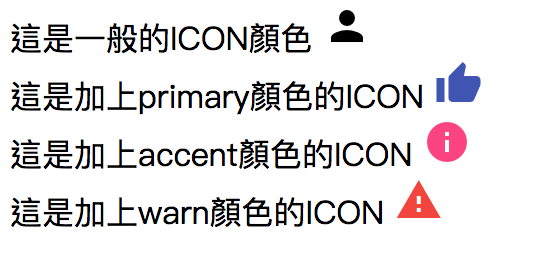 這是一般的ICON顏色
這是加上primary顏色的ICON
這是加上accent顏色的ICON
這是加上warn顏色的ICON